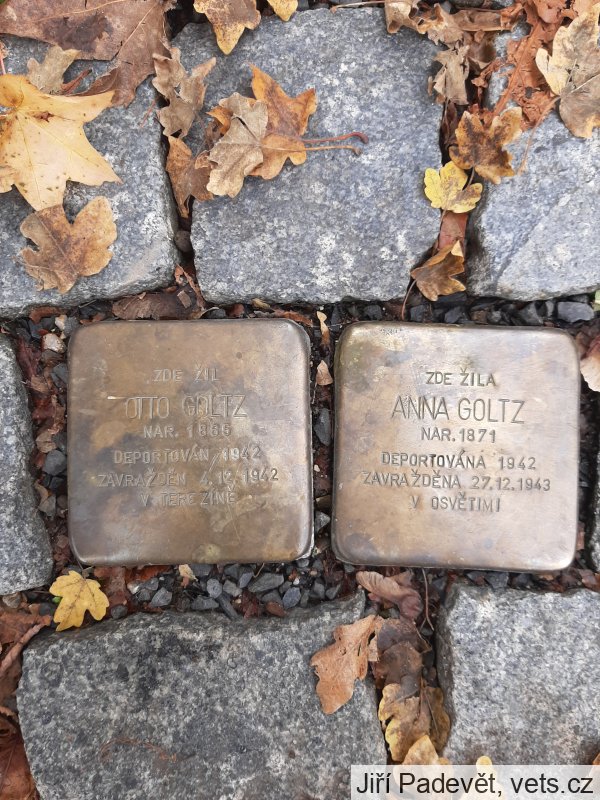 ZDE ŽIL
OTTO GOLTZ
NAR. 1866
DEPORTOVÁN 1942
ZAVRAŽDĚN 4.12.1942
V TEREZÍNĚ
ZDE ŽILA
ANNA GOLTZ
NAR. 1871
DEPORTOVÁNA 1942
ZAVRAŽDĚNA 27.12.1943
V OSVĚTIMI
Jiří Padevět, vets.cz